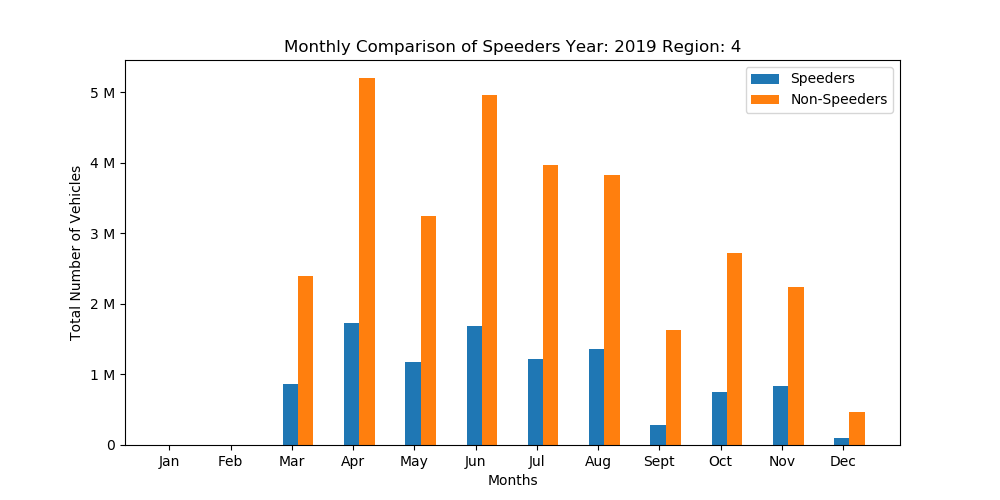 Monthly Comparison of Speeders Year: 2019 Region: 4
Speeders
Non-Speeders
Total Number of Vehicles
5 M
4 M
3 M
2 M
1 M
0
Jan Feb Mar Apr May Jun Jul Aug Sept Oct Nov Dec
Months